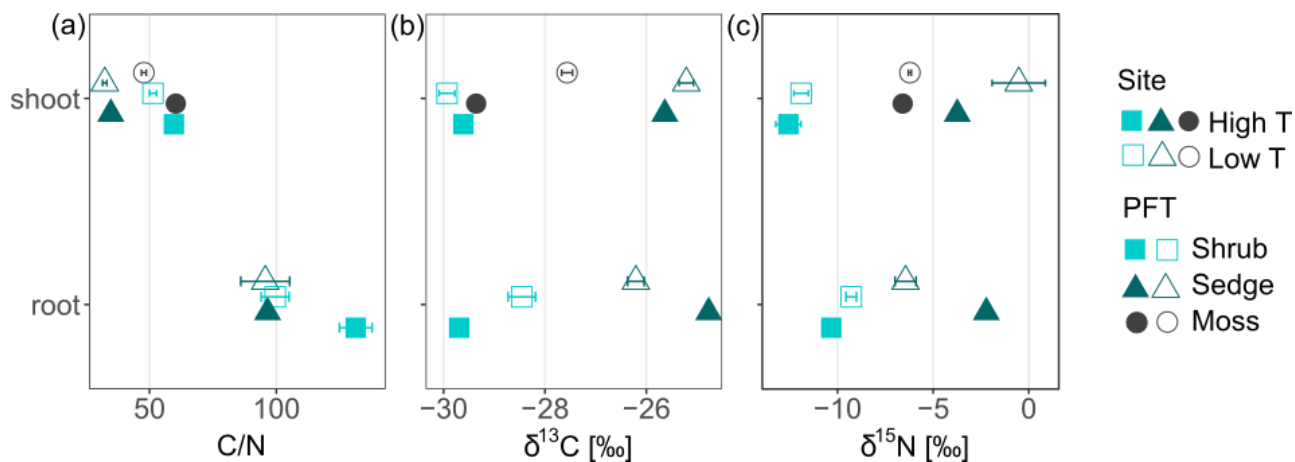 (a)
(b)
(c)
shoot
root
50
100
−30
−28
−26
−10
−5
0
C/N
δ¹³C [‰]
δ¹⁵N [‰]
Site
High T
Low T
PFT
Shrub
Sedge
Moss